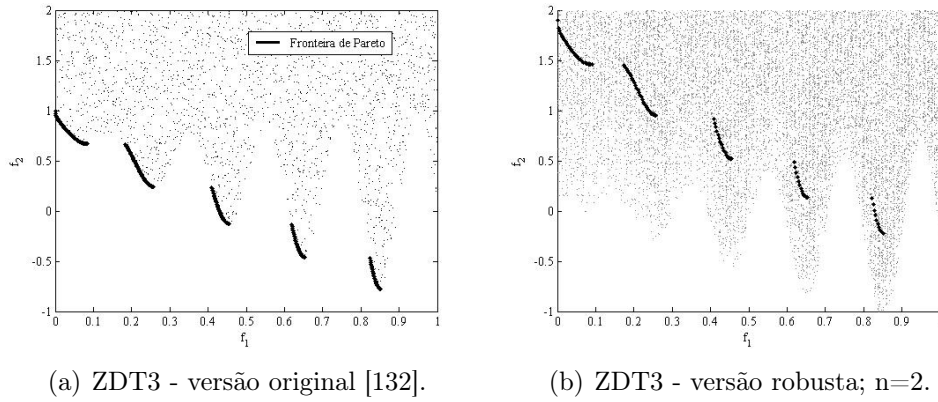 2
1.5
1
0.5
0
-0.5
-1
f2
Fronteira de Pareto
0 0.1 0.2 0.3 0.4 0.5 0.6 0.7 0.8 0.9 1
f1
(a) ZDT3 - versão original [132].
2
1.5
1
0.5
0
-0.5
-1
f2
0 0.1 0.2 0.3 0.4 0.5 0.6 0.7 0.8 0.9
f1
(b) ZDT3 - versão robusta; n=2.